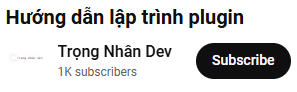 Hướng dẫn lập trình plugin
Trọng Nhân Dev
1K subscribers
Subscribe